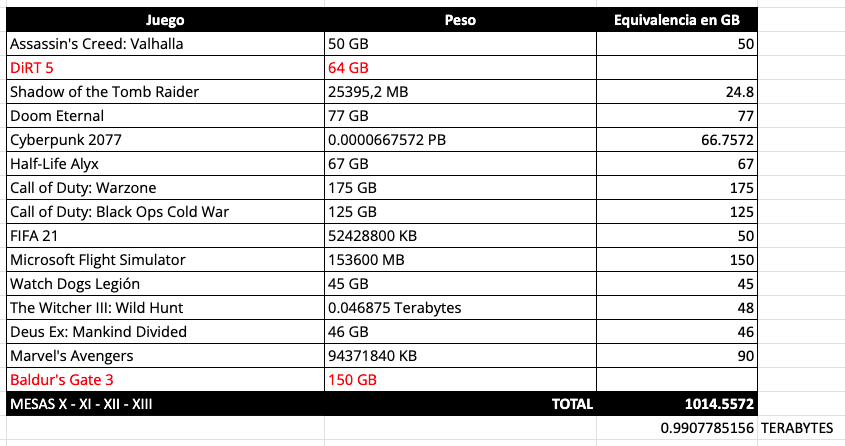 Juego Peso Equivalencia en GB
Assassin's Creed: Valhalla 50 GB 50
DiRT 5 64 GB
Shadow of the Tomb Raider 25395,2 MB 24.8
Doom Eternal 77 GB 77
Cyberpunk 2077 0.0000667572 PB 66.7572
Half-Life Alyx 67 GB 67
Call of Duty: Warzone 175 GB 175
Call of Duty: Black Ops Cold War 125 GB 125
FIFA 21 52428800 KB 50
Microsoft Flight Simulator 153600 MB 150
Watch Dogs Legión 45 GB 45
The Witcher III: Wild Hunt 0.046875 Terabytes 48
Deus Ex: Mankind Divided 46 GB 46
Marvel's Avengers 94371840 KB 90
Baldur's Gate 3 150 GB
MESAS X - XI - XII - XIII TOTAL 1014.5572
0.9907785156 TERABYTES